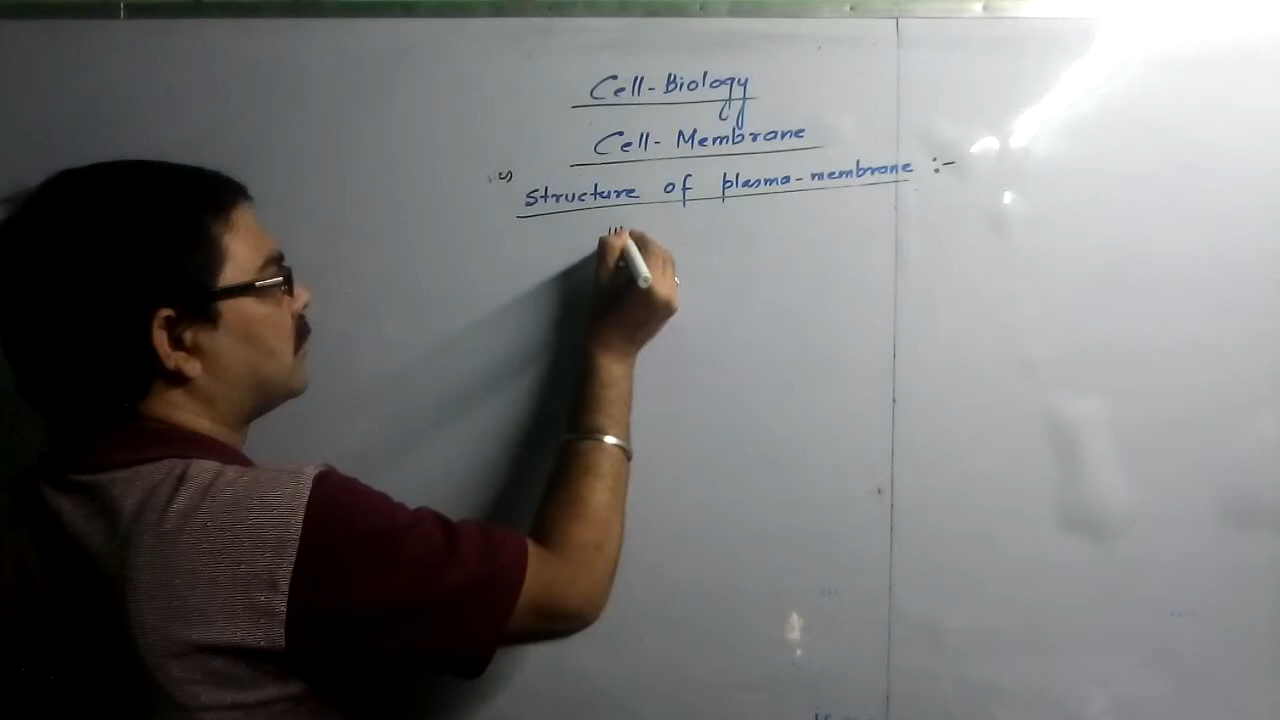 Cell-Biology
Cell-Membrane
Structure of plasma-membrane :-